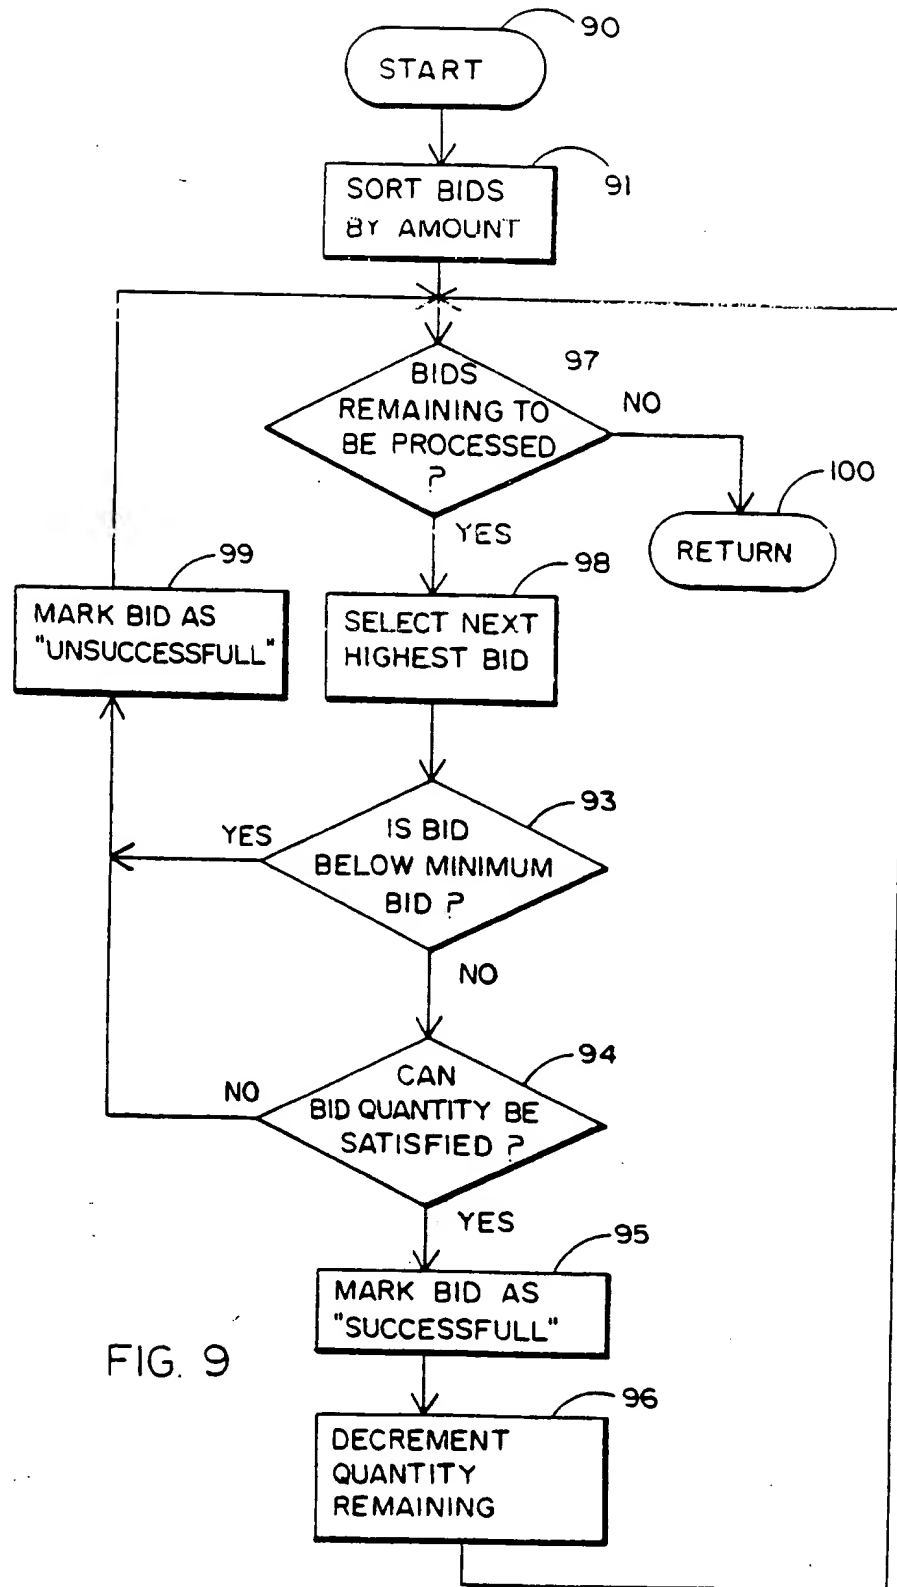 90
START
91
SORT BIDS
BY AMOUNT
97
BIDS
REMAINING TO
BE PROCESSED
?
NO
100
RETURN
YES
99
MARK BID AS
"UNSUCCESSFULL"
98
SELECT NEXT
HIGHEST BID
93
YES
IS BID
BELOW MINIMUM
BID ?
NO
94
NO
CAN
BID QUANTITY BE
SATISFIED ?
YES
95
MARK BID AS
"SUCCESSFULL"
FIG. 9
96
DECREMENT
QUANTITY
REMAINING